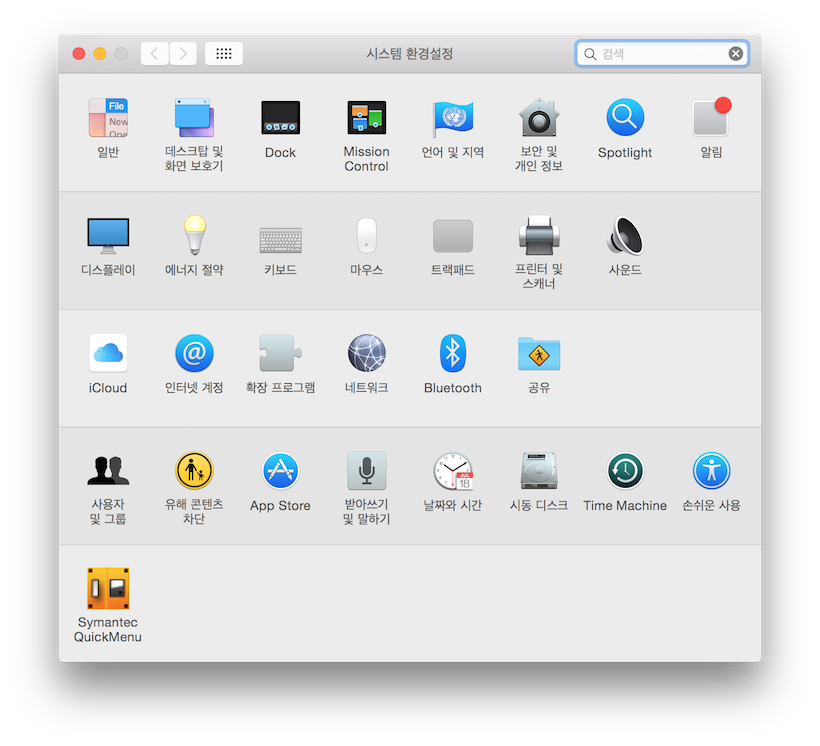 시스템 환경설정
검색
File
New
Ope
일반
데스크탑 및
화면 보호기
Dock
Mission
Control
언어 및 지역
보안 및
개인 정보
Spotlight
알림
디스플레이
에너지 절약
키보드
마우스
트랙패드
프린터 및
스캐너
사운드
iCloud
인터넷 계정
확장 프로그램
네트워크
Bluetooth
공유
사용자
및 그룹
유해 콘텐츠
차단
App Store
받아쓰기
및 말하기
JUL
18
날짜와 시간
시동 디스크
Time Machine
손쉬운 사용
Symantec
QuickMenu